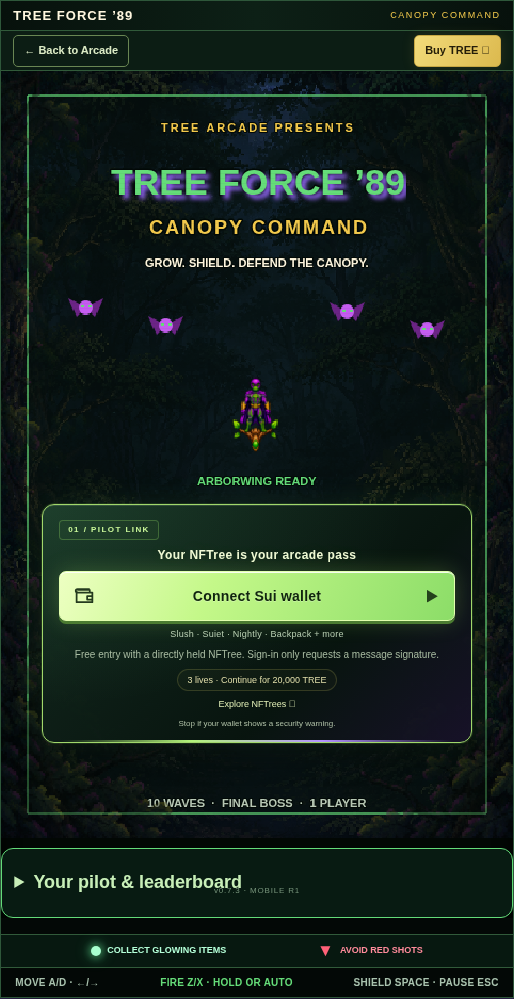 TREE FORCE ’89
CANOPY COMMAND
← Back to Arcade
Buy TREE
TREE ARCADE PRESENTS
TREE FORCE ’89
CANOPY COMMAND
GROW. SHIELD. DEFEND THE CANOPY.
ARBORWING READY
01 / PILOT LINK
Your NFTree is your arcade pass
Connect Sui wallet
Slush · Suiet · Nightly · Backpack + more
Free entry with a directly held NFTree. Sign-in only requests a message signature.
3 lives · Continue for 20,000 TREE
Explore NFTrees
Stop if your wallet shows a security warning.
10 WAVES · FINAL BOSS · 1 PLAYER
Your pilot & leaderboard
v0.7.3 · MOBILE R1
COLLECT GLOWING ITEMS
AVOID RED SHOTS
MOVE A/D · ←/→
FIRE Z/X · HOLD OR AUTO
SHIELD SPACE · PAUSE ESC